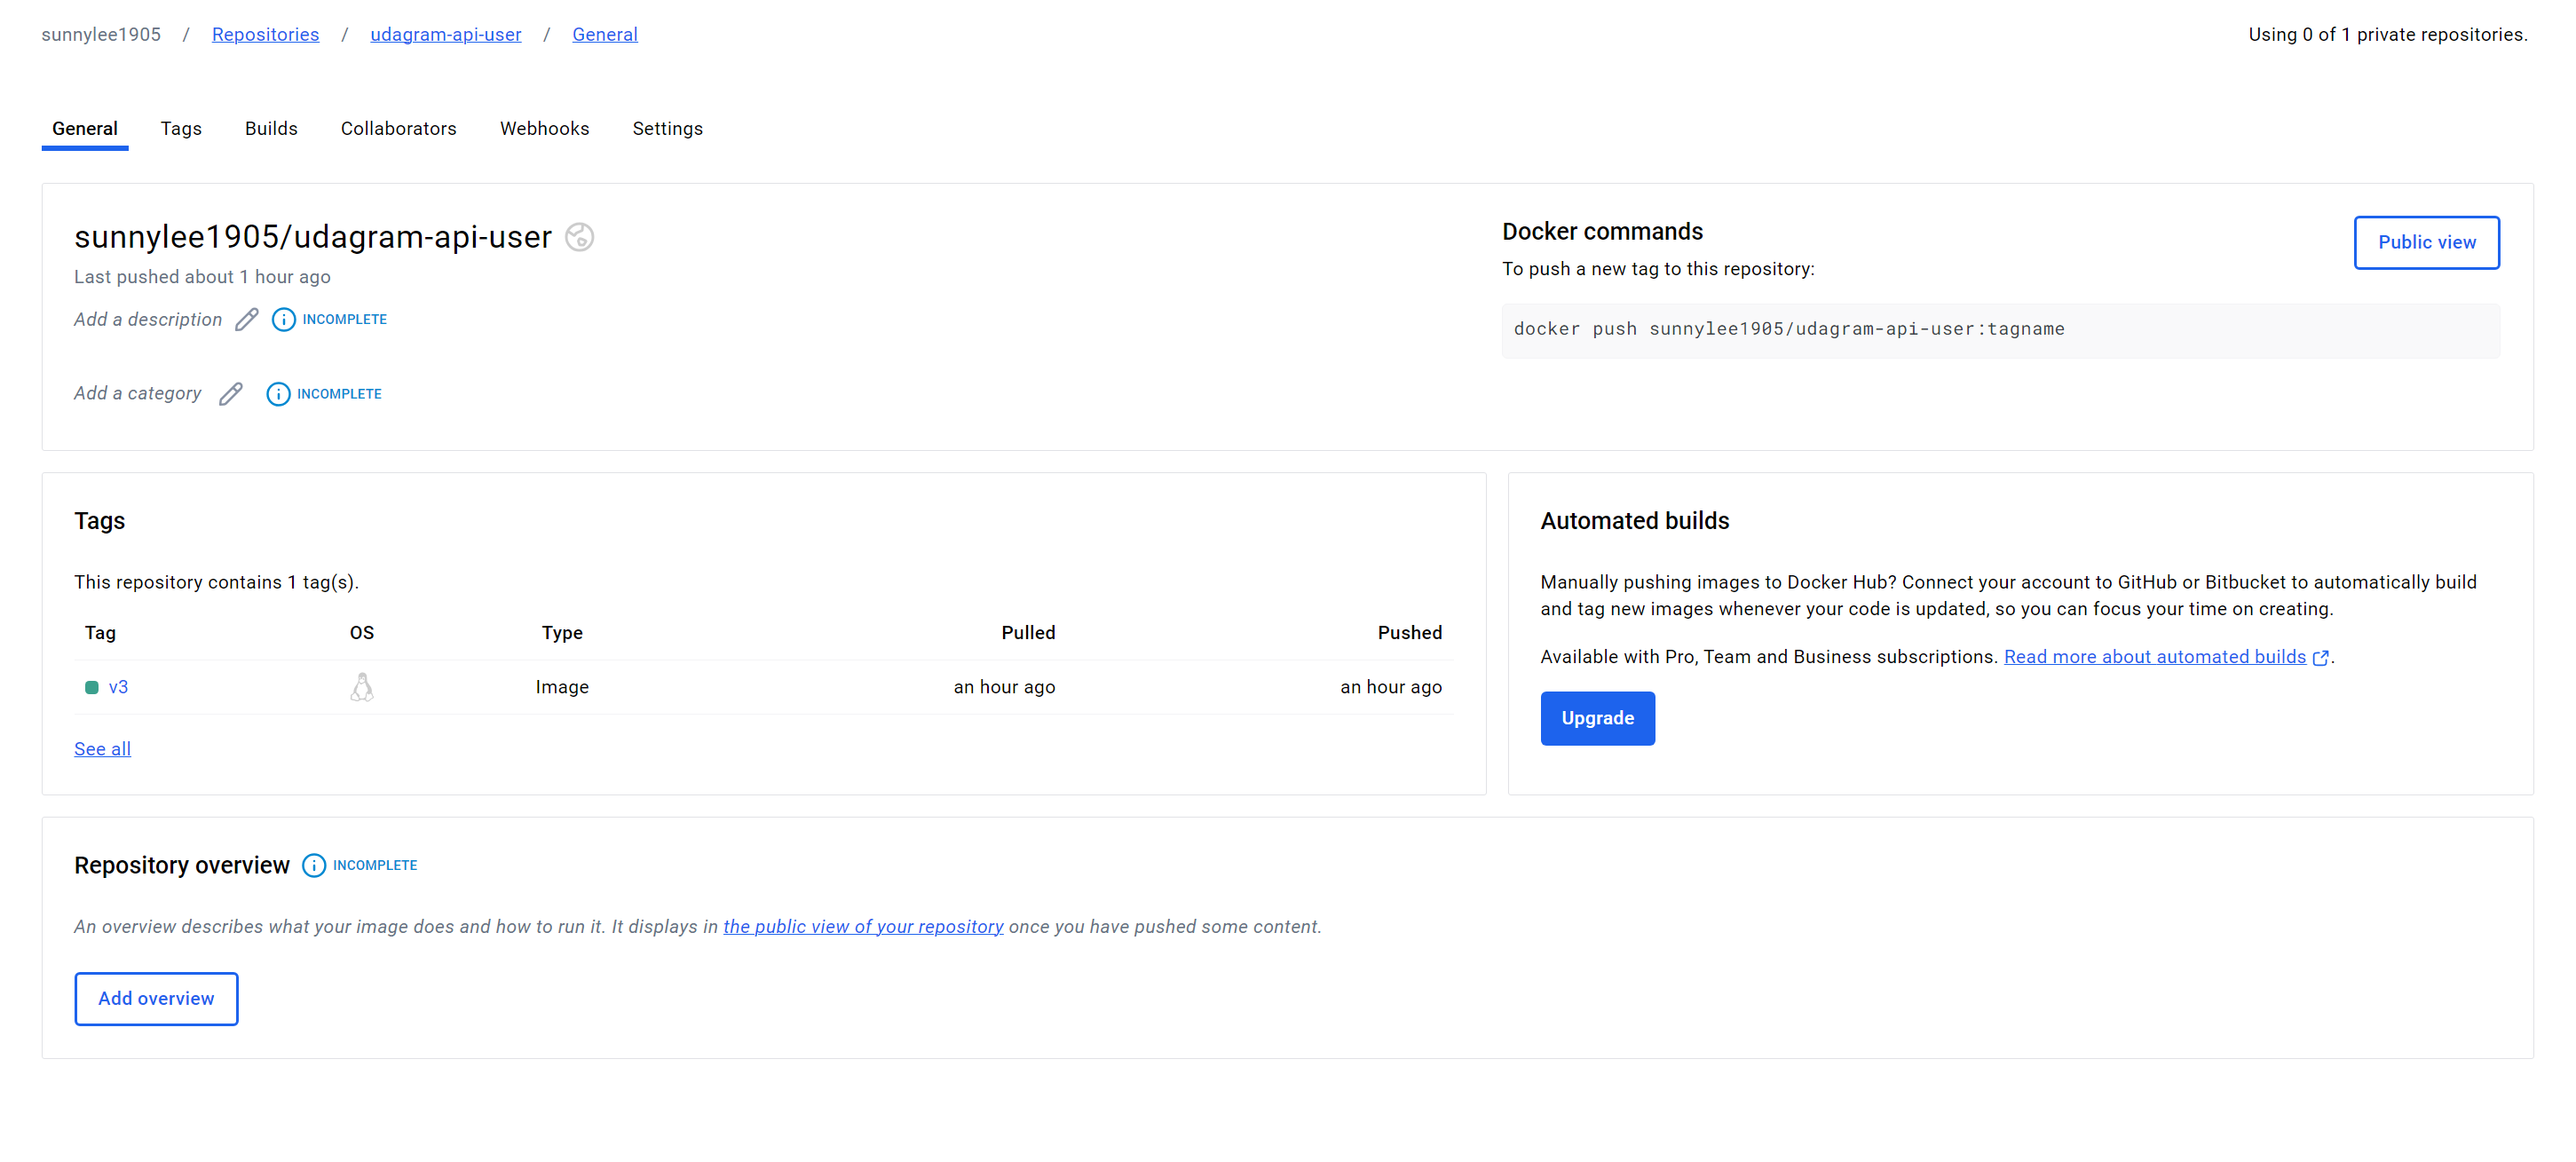 sunnylee1905 / Repositories / udagram-api-user / General
Using 0 of 1 private repositories.
General Tags Builds Collaborators Webhooks Settings
sunnylee1905/udagram-api-user
Last pushed about 1 hour ago
Add a description INCOMPLETE
Add a category INCOMPLETE
Docker commands
Public view
To push a new tag to this repository:
docker push sunnylee1905/udagram-api-user:tagname
Tags
This repository contains 1 tag(s).
Tag OS Type Pulled Pushed
v3 Image an hour ago an hour ago
See all
Automated builds
Manually pushing images to Docker Hub? Connect your account to GitHub or Bitbucket to automatically build
and tag new images whenever your code is updated, so you can focus your time on creating.
Available with Pro, Team and Business subscriptions. Read more about automated builds.
Upgrade
Repository overview INCOMPLETE
An overview describes what your image does and how to run it. It displays in the public view of your repository once you have pushed some content.
Add overview